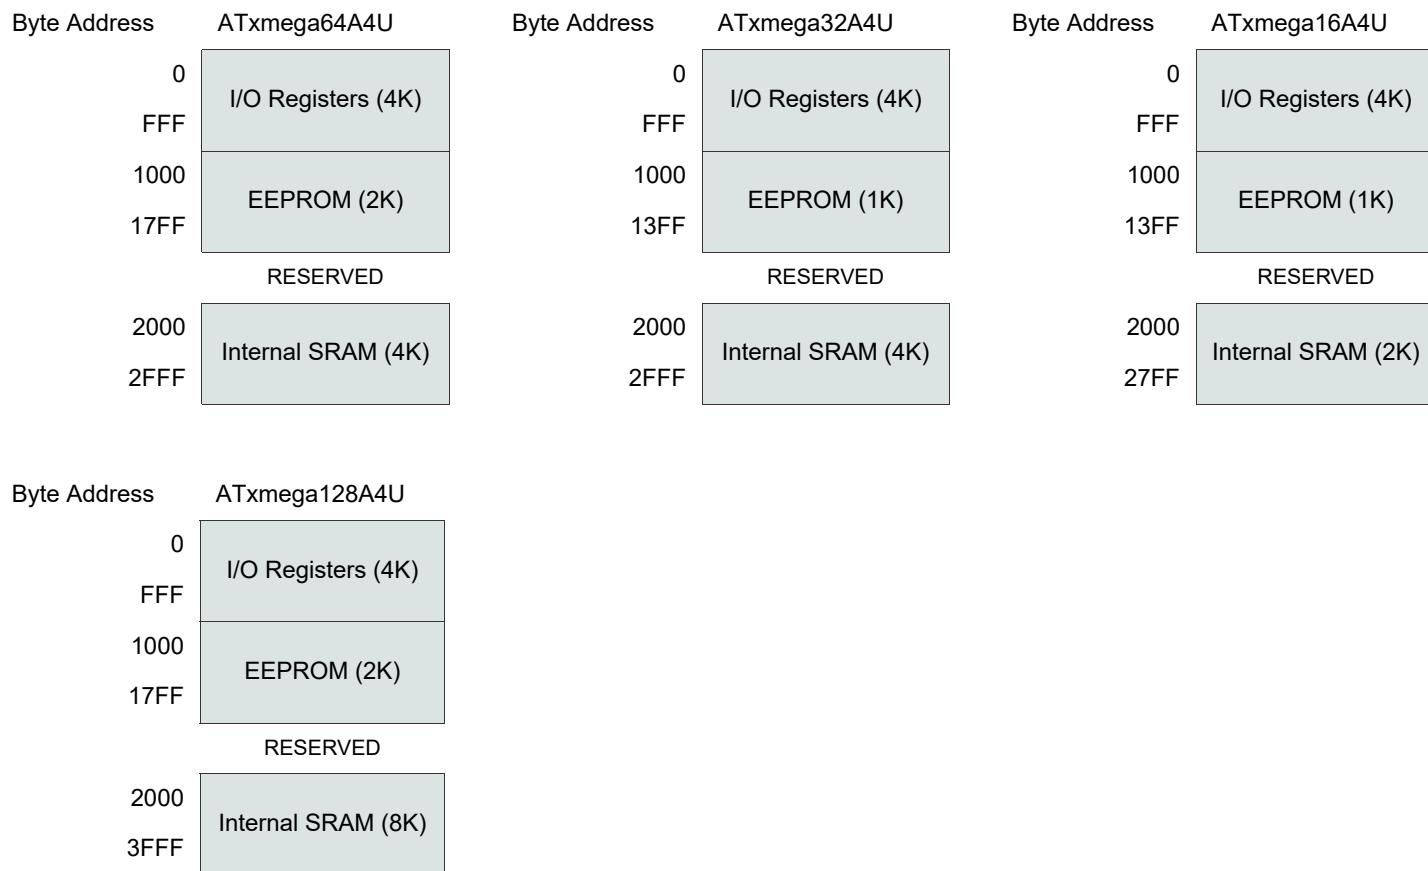 Byte Address ATxmega64A4U Byte Address ATxmega32A4U Byte Address ATxmega16A4U
0 0 0
I/O Registers (4K) I/O Registers (4K) I/O Registers (4K)
FFF FFF FFF
1000 1000 1000
EEPROM (2K) EEPROM (1K) EEPROM (1K)
17FF 13FF 13FF
RESERVED RESERVED RESERVED
2000 2000 2000
Internal SRAM (4K) Internal SRAM (4K) Internal SRAM (2K)
2FFF 2FFF 27FF
Byte Address ATxmega128A4U
0
I/O Registers (4K)
FFF
1000
EEPROM (2K)
17FF
RESERVED
2000
Internal SRAM (8K)
3FFF